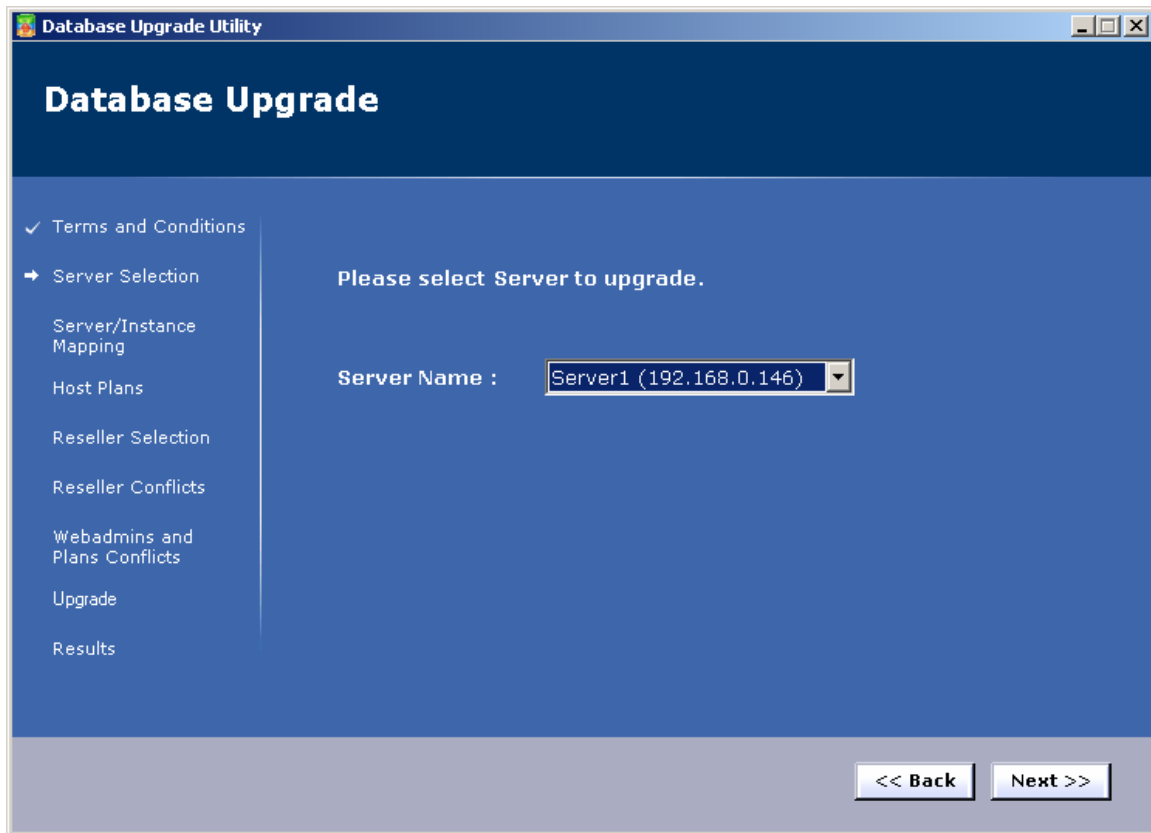 Database Upgrade Utility
Database Upgrade
Terms and Conditions
Server Selection
Server/Instance
Mapping
Host Plans
Reseller Selection
Reseller Conflicts
Webadmins and
Plans Conflicts
Upgrade
Results
Please select Server to upgrade.
Server Name : Server1 (192.168.0.146)
<< Back Next >>